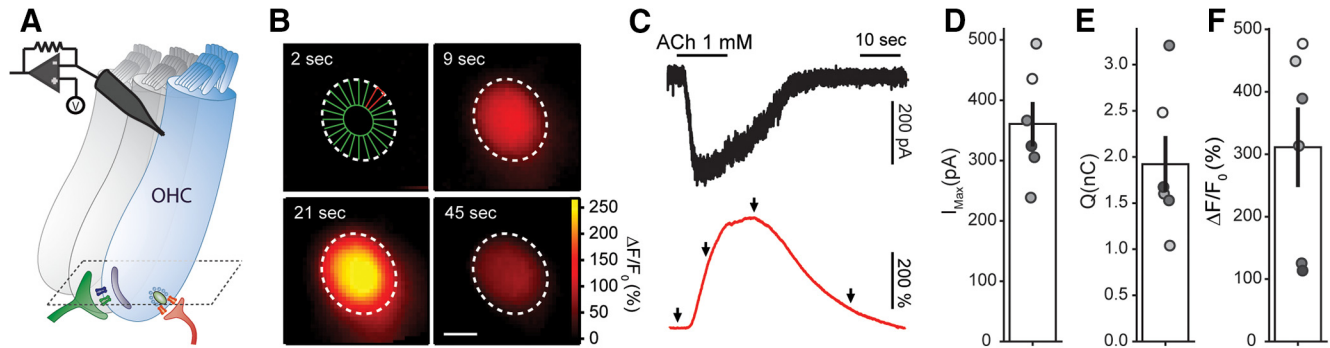 A
V
OHC
B
2 sec
9 sec
21 sec
45 sec
250
200
150
100
50
0
ΔF/F0 (%)
C
ACh 1 mM
10 sec
200 pA
200 %
D
500
400
300
200
100
0
IMax(pA)
E
3.0
2.5
2.0
1.5
1.0
0.5
0.0
Q(nC)
F
500
400
300
200
100
0
ΔF/F0 (%)